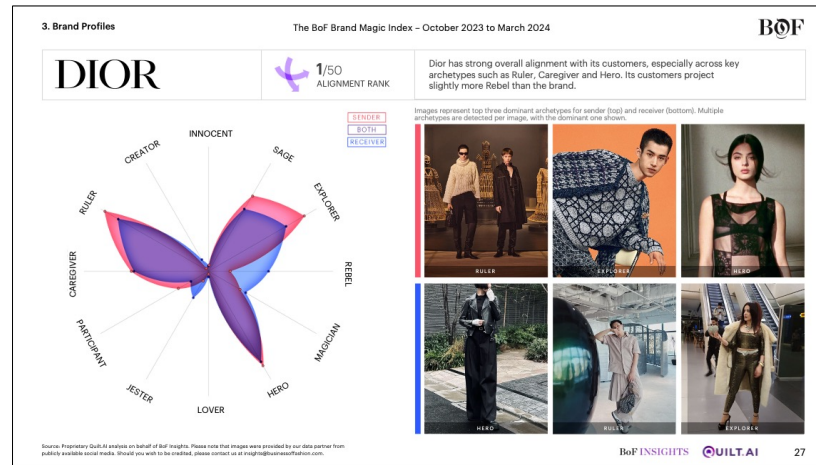 3. Brand Profiles
The BoF Brand Magic Index – October 2023 to March 2024
BOF
DIOR
1/50
ALIGNMENT RANK
Dior has strong overall alignment with its customers, especially across key
archetypes such as Ruler, Caregiver and Hero. Its customers project
slightly more Rebel than the brand.
SENDER
BOTH
RECEIVER
INNOCENT
SAGE
EXPLORER
REBEL
MAGICIAN
HERO
LOVER
JESTER
PARTICIPANT
CAREGIVER
RULER
CREATOR
Images represent top three dominant archetypes for sender (top) and receiver (bottom). Multiple
archetypes are detected per image, with the dominant one shown.
RULER
EXPLORER
HERO
HERO
RULER
EXPLORER
Source: Proprietary Quilt.AI analysis on behalf of BoF Insights. Please note that images were provided by our data partner from
publicly available social media. Should you wish to be credited, please contact us at insights@businessoffashion.com.
BoF INSIGHTS
QUILT.AI
27